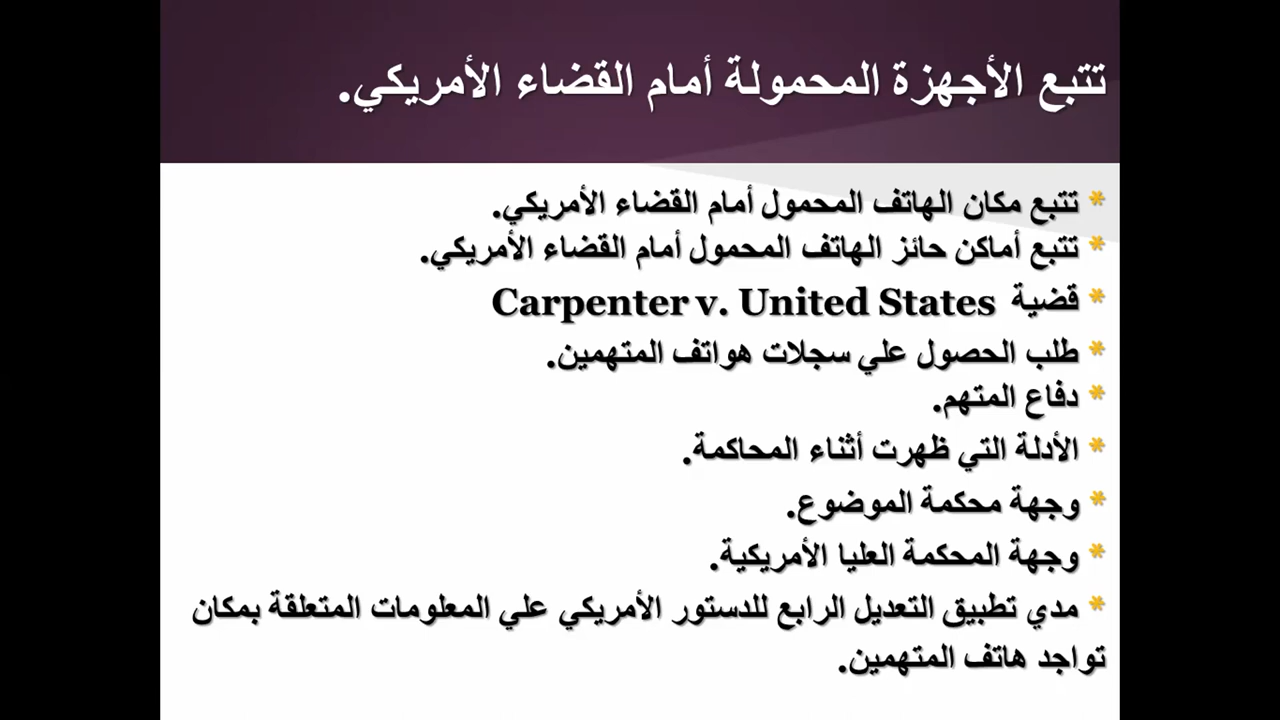 تتبع الأجهزة المحمولة أمام القضاء الأمريكي.
* تتبع مكان الهاتف المحمول أمام القضاء الأمريكي.
* تتبع أماكن حائز الهاتف المحمول أمام القضاء الأمريكي.
* قضية Carpenter v. United States
* طلب الحصول علي سجلات هواتف المتهمين.
* دفاع المتهم.
* الأدلة التي ظهرت أثناء المحاكمة.
* وجهة محكمة الموضوع.
* وجهة المحكمة العليا الأمريكية.
* مدي تطبيق التعديل الرابع للدستور الأمريكي علي المعلومات المتعلقة بمكان
تواجد هاتف المتهمين.